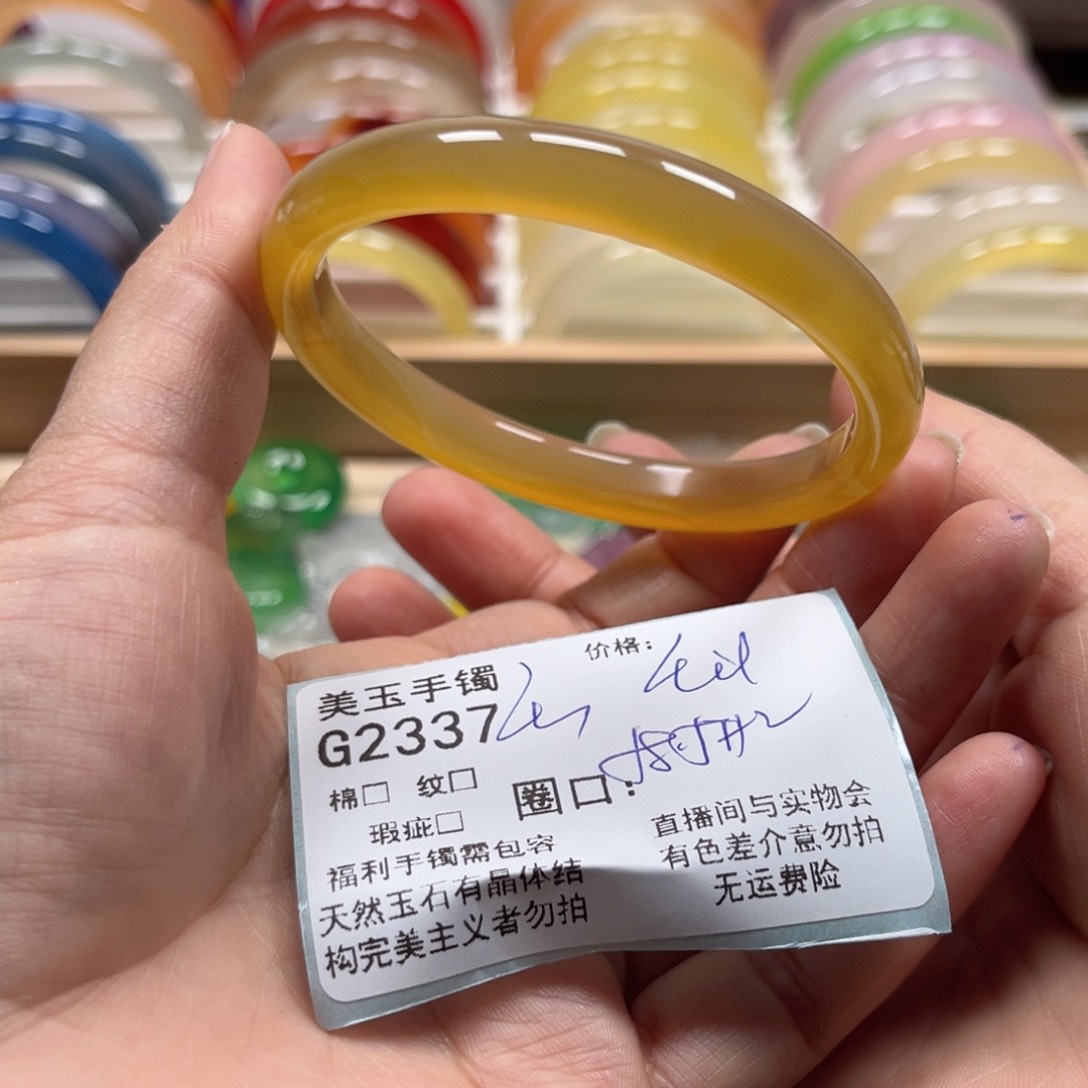 美玉手镯
价格：
G2337
棉□ 纹□
圈口：
瑕疵□
福利手镯需包容
天然玉石有晶体结
构完美主义者勿拍
直播间与实物会
有色差介意勿拍
无运费险